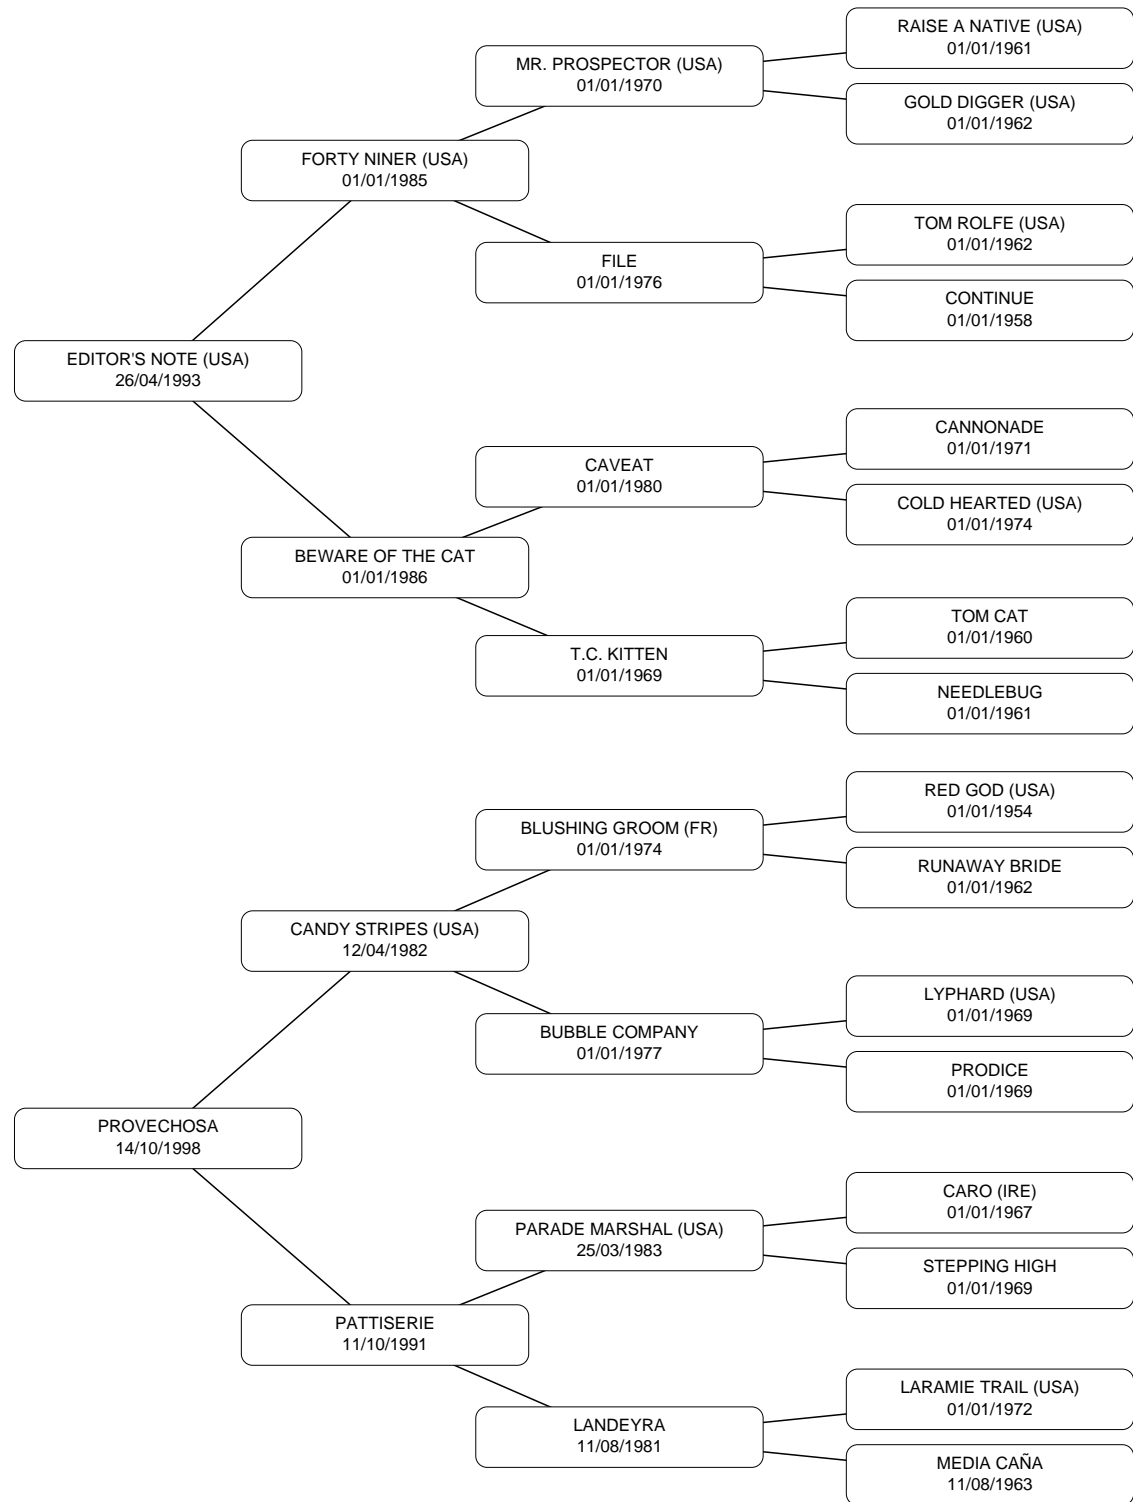 RAISE A NATIVE (USA)
01/01/1961
MR. PROSPECTOR (USA)
01/01/1970
GOLD DIGGER (USA)
01/01/1962
FORTY NINER (USA)
01/01/1985
TOM ROLFE (USA)
01/01/1962
FILE
01/01/1976
CONTINUE
01/01/1958
EDITOR'S NOTE (USA)
26/04/1993
CANNONADE
01/01/1971
CAVEAT
01/01/1980
COLD HEARTED (USA)
01/01/1974
BEWARE OF THE CAT
01/01/1986
TOM CAT
01/01/1960
T.C. KITTEN
01/01/1969
NEEDLEBUG
01/01/1961
RED GOD (USA)
01/01/1954
BLUSHING GROOM (FR)
01/01/1974
RUNAWAY BRIDE
01/01/1962
CANDY STRIPES (USA)
12/04/1982
LYPHARD (USA)
01/01/1969
BUBBLE COMPANY
01/01/1977
PRODICE
01/01/1969
PROVECHOSA
14/10/1998
CARO (IRE)
01/01/1967
PARADE MARSHAL (USA)
25/03/1983
STEPPING HIGH
01/01/1969
PATTISERIE
11/10/1991
LARAMIE TRAIL (USA)
01/01/1972
LANDEYRA
11/08/1981
MEDIA CAÑA
11/08/1963